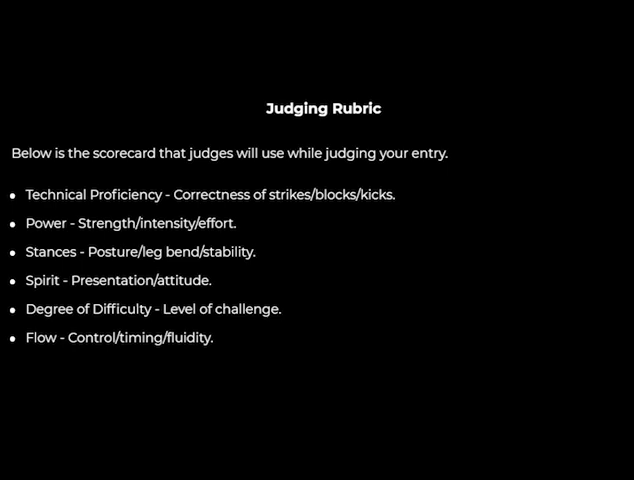 Judging Rubric
Below is the scorecard that judges will use while judging your entry.
• Technical Proficiency - Correctness of strikes/blocks/kicks.
• Power - Strength/intensity/effort.
• Stances - Posture/leg bend/stability.
• Spirit - Presentation/attitude.
• Degree of Difficulty - Level of challenge.
• Flow - Control/timing/fluidity.